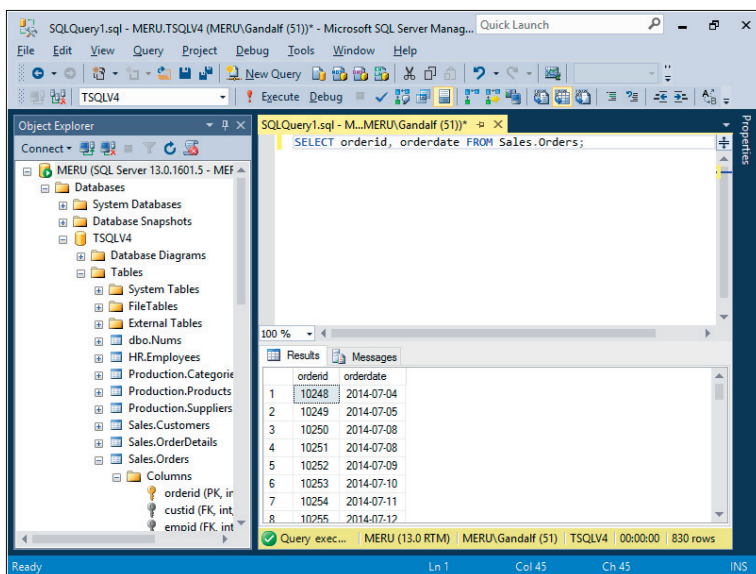 SQLQuery1.sql - MERU.TSQLV4 (MERU\Gandalf (51))* - Microsoft SQL Server Manag... Quick Launch
File Edit View Query Project Debug Tools Window Help
New Query
TSQLV4 Execute Debug
Object Explorer
Connect
MERU (SQL Server 13.0.1601.5 - MER
Databases
System Databases
Database Snapshots
TSQLV4
Database Diagrams
Tables
System Tables
FileTables
External Tables
dbo.Nums
HR.Employees
Production.Categorie
Production.Products
Production.Suppliers
Sales.Customers
Sales.OrderDetails
Sales.Orders
Columns
orderid (PK, in
custid (FK, int,
empid (FK, int
SQLQuery1.sql - M...MERU\Gandalf (51))*
SELECT orderid, orderdate FROM Sales.Orders;
100 %
Results Messages
orderid orderdate
1 10248 2014-07-04
2 10249 2014-07-05
3 10250 2014-07-08
4 10251 2014-07-08
5 10252 2014-07-09
6 10253 2014-07-10
7 10254 2014-07-11
8 10255 2014-07-12
Query exec... MERU (13.0 RTM) MERU\Gandalf (51) TSQLV4 00:00:00 830 rows
Properties
Ready Ln 1 Col 45 Ch 45 INS